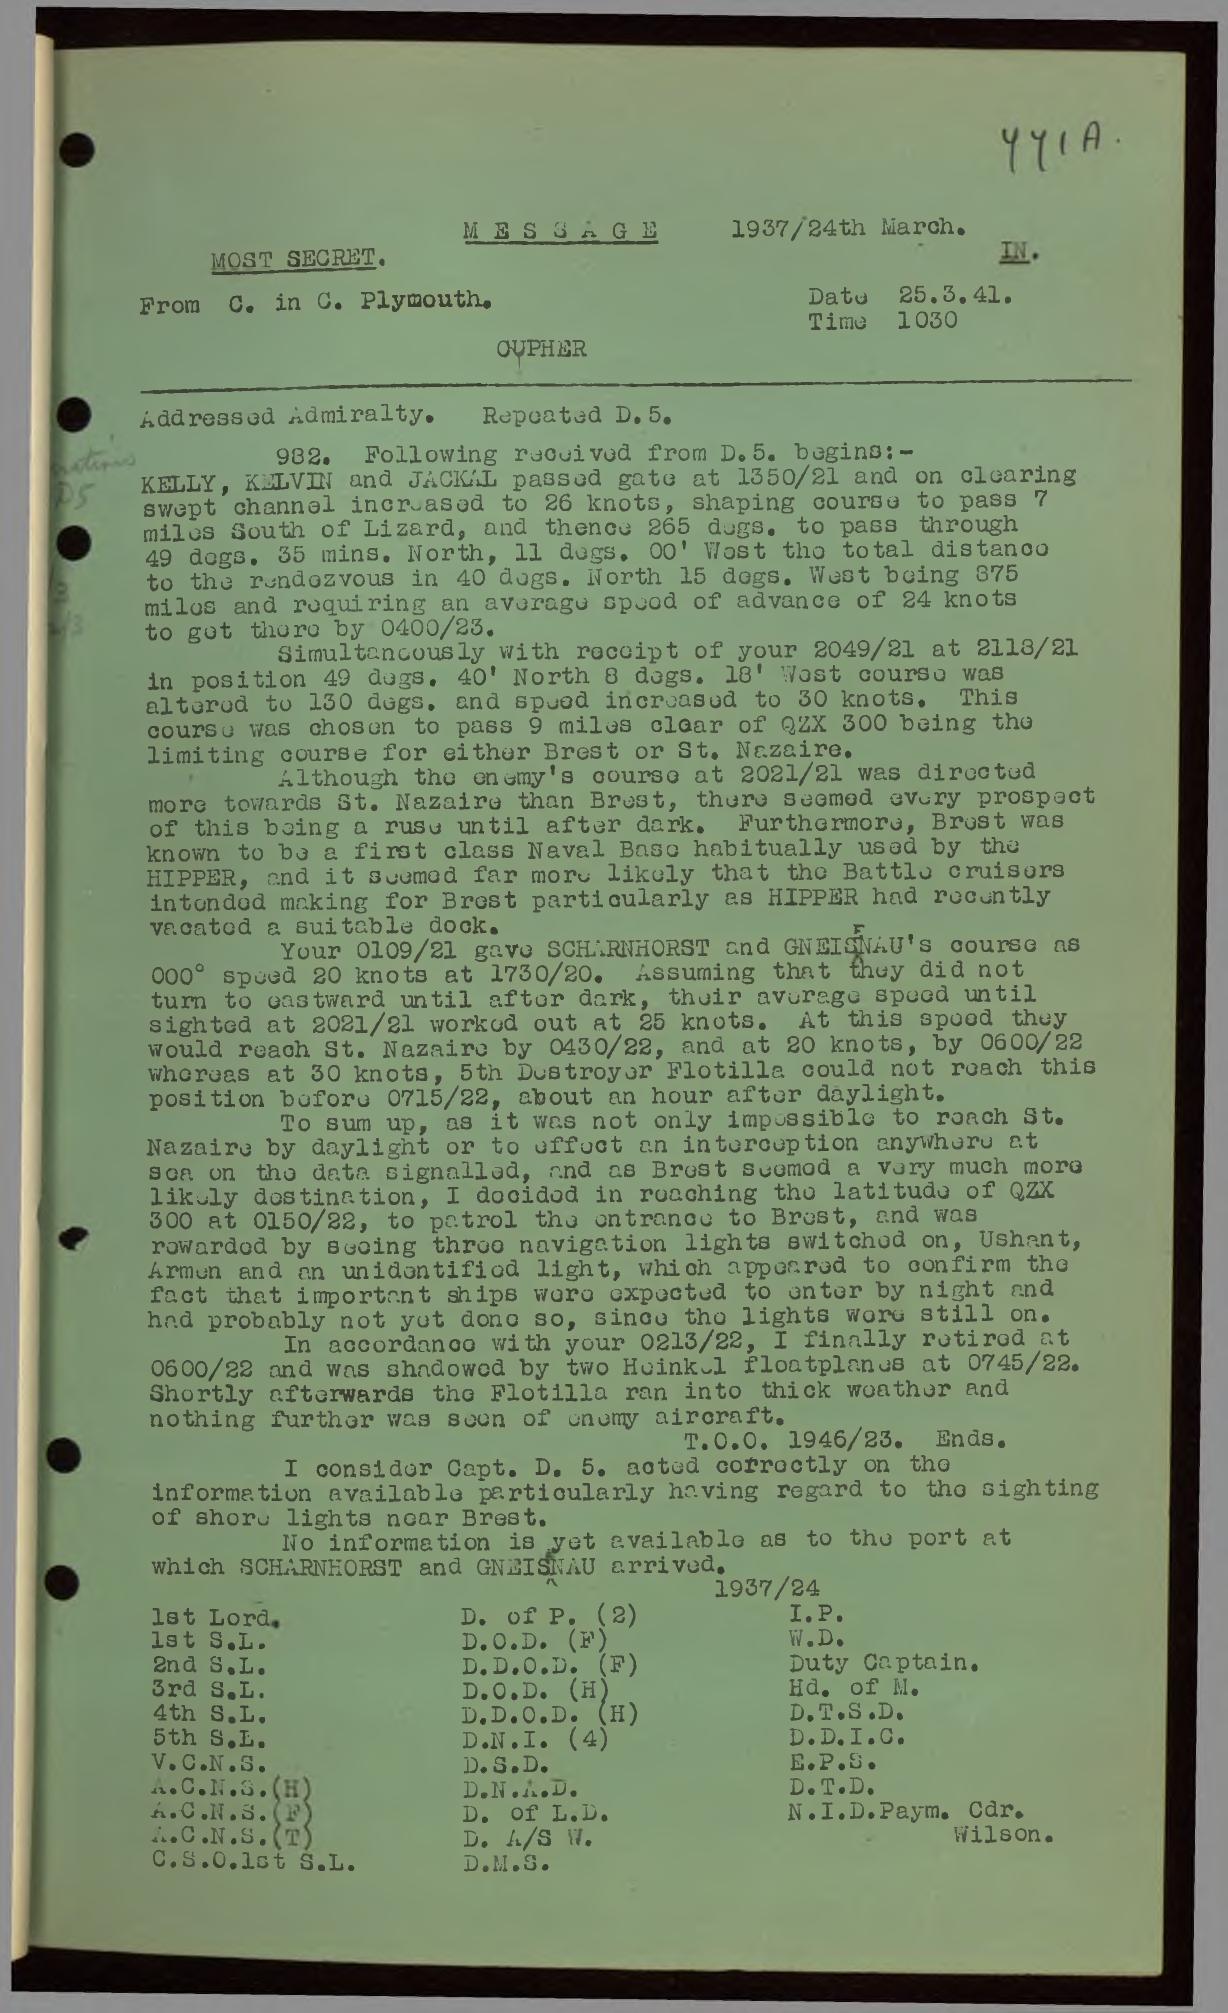 441A.
M E S S A G E 1937/24th March.
MOST SECRET. IN.
From C. in C. Plymouth. Date 25.3.41.
Time 1030
CYPHER
Addressed Admiralty. Repeated D.5.
982. Following received from D.5. begins:-
KELLY, KELVIN and JACKAL passed gate at 1350/21 and on clearing
swept channel increased to 26 knots, shaping course to pass 7
miles South of Lizard, and thence 265 degs. to pass through
49 degs. 35 mins. North, 11 degs. 00' West the total distance
to the rendezvous in 40 degs. North 15 degs. West being 875
miles and requiring an average speed of advance of 24 knots
to get there by 0400/23.
Simultaneously with receipt of your 2049/21 at 2118/21
in position 49 degs. 40' North 8 degs. 18' West course was
altered to 130 degs. and speed increased to 30 knots. This
course was chosen to pass 9 miles clear of QZX 300 being the
limiting course for either Brest or St. Nazaire.
Although the enemy's course at 2021/21 was directed
more towards St. Nazaire than Brest, there seemed every prospect
of this being a ruse until after dark. Furthermore, Brest was
known to be a first class Naval Base habitually used by the
HIPPER, and it seemed far more likely that the Battle cruisers
intended making for Brest particularly as HIPPER had recently
vacated a suitable dock.
Your 0109/21 gave SCHARNHORST and GNEISNAU's course as
000° speed 20 knots at 1730/20. Assuming that they did not
turn to eastward until after dark, their average speed until
sighted at 2021/21 worked out at 25 knots. At this speed they
would reach St. Nazaire by 0430/22, and at 20 knots, by 0600/22
whereas at 30 knots, 5th Destroyer Flotilla could not reach this
position before 0715/22, about an hour after daylight.
To sum up, as it was not only impossible to reach St.
Nazaire by daylight or to effect an interception anywhere at
sea on the data signalled, and as Brest seemed a very much more
likely destination, I decided in reaching the latitude of QZX
300 at 0150/22, to patrol the entrance to Brest, and was
rewarded by seeing three navigation lights switched on, Ushant,
Armen and an unidentified light, which appeared to confirm the
fact that important ships were expected to enter by night and
had probably not yet done so, since the lights were still on.
In accordance with your 0213/22, I finally retired at
0600/22 and was shadowed by two Heinkel floatplanes at 0745/22.
Shortly afterwards the Flotilla ran into thick weather and
nothing further was seen of enemy aircraft.
T.O.O. 1946/23. Ends.
I consider Capt. D. 5. acted correctly on the
information available particularly having regard to the sighting
of shore lights near Brest.
No information is yet available as to the port at
which SCHARNHORST and GNEISNAU arrived.
1937/24
1st Lord. D. of P. (2) I.P.
1st S.L. D.O.D. (F) W.D.
2nd S.L. D.D.O.D. (F) Duty Captain.
3rd S.L. D.O.D. (H) Hd. of M.
4th S.L. D.D.O.D. (H) D.T.S.D.
5th S.L. D.N.I. (4) D.D.I.C.
V.C.N.S. D.S.D. E.P.S.
A.C.N.S.(H) D.N.A.D. D.T.D.
A.C.N.S.(F) D. of L.D. N.I.D.Paym. Cdr.
A.C.N.S.(T) D. A/S W. Wilson.
C.S.O.1st S.L. D.M.S.